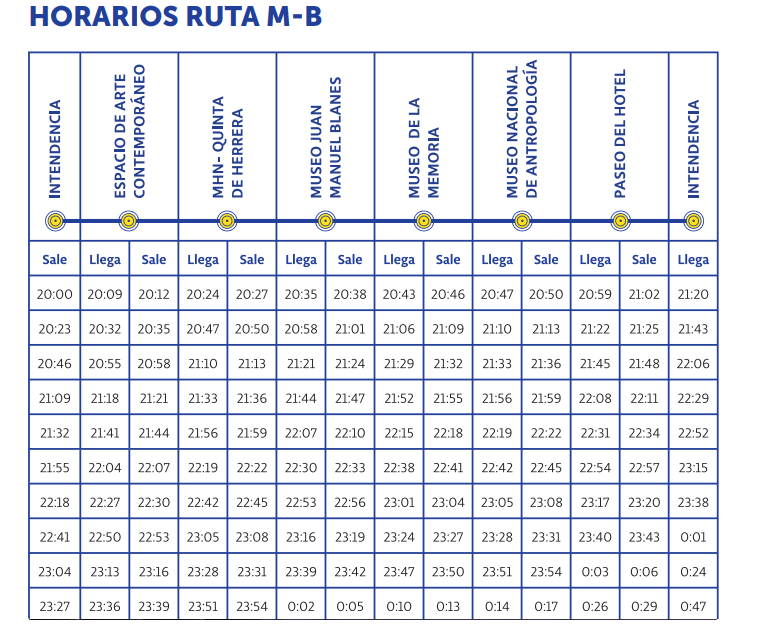 HORARIOS RUTA M-B
INTENDENCIA
ESPACIO DE ARTE
CONTEMPORÁNEO
MHN- QUINTA
DE HERRERA
MUSEO JUAN
MANUEL BLANES
MUSEO DE LA
MEMORIA
MUSEO NACIONAL
DE ANTROPOLOGÍA
PASEO DEL HOTEL
INTENDENCIA
Sale Llega Sale Llega Sale Llega Sale Llega Sale Llega Sale Llega Sale Llega
20:00 20:09 20:12 20:24 20:27 20:35 20:38 20:43 20:46 20:47 20:50 20:59 21:02 21:20
20:23 20:32 20:35 20:47 20:50 20:58 21:01 21:06 21:09 21:10 21:13 21:22 21:25 21:43
20:46 20:55 20:58 21:10 21:13 21:21 21:24 21:29 21:32 21:33 21:36 21:45 21:48 22:06
21:09 21:18 21:21 21:33 21:36 21:44 21:47 21:52 21:55 21:56 21:59 22:08 22:11 22:29
21:32 21:41 21:44 21:56 21:59 22:07 22:10 22:15 22:18 22:19 22:22 22:31 22:34 22:52
21:55 22:04 22:07 22:19 22:22 22:30 22:33 22:38 22:41 22:42 22:45 22:54 22:57 23:15
22:18 22:27 22:30 22:42 22:45 22:53 22:56 23:01 23:04 23:05 23:08 23:17 23:20 23:38
22:41 22:50 22:53 23:05 23:08 23:16 23:19 23:24 23:27 23:28 23:31 23:40 23:43 0:01
23:04 23:13 23:16 23:28 23:31 23:39 23:42 23:47 23:50 23:51 23:54 0:03 0:06 0:24
23:27 23:36 23:39 23:51 23:54 0:02 0:05 0:10 0:13 0:14 0:17 0:26 0:29 0:47